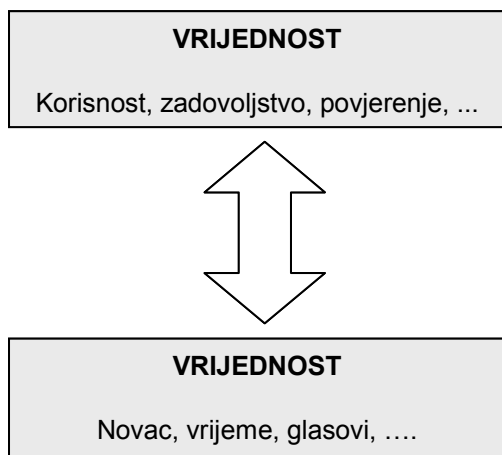 VRIJEDNOST
Korisnost, zadovoljstvo, povjerenje, ...
VRIJEDNOST
Novac, vrijeme, glasovi, ….